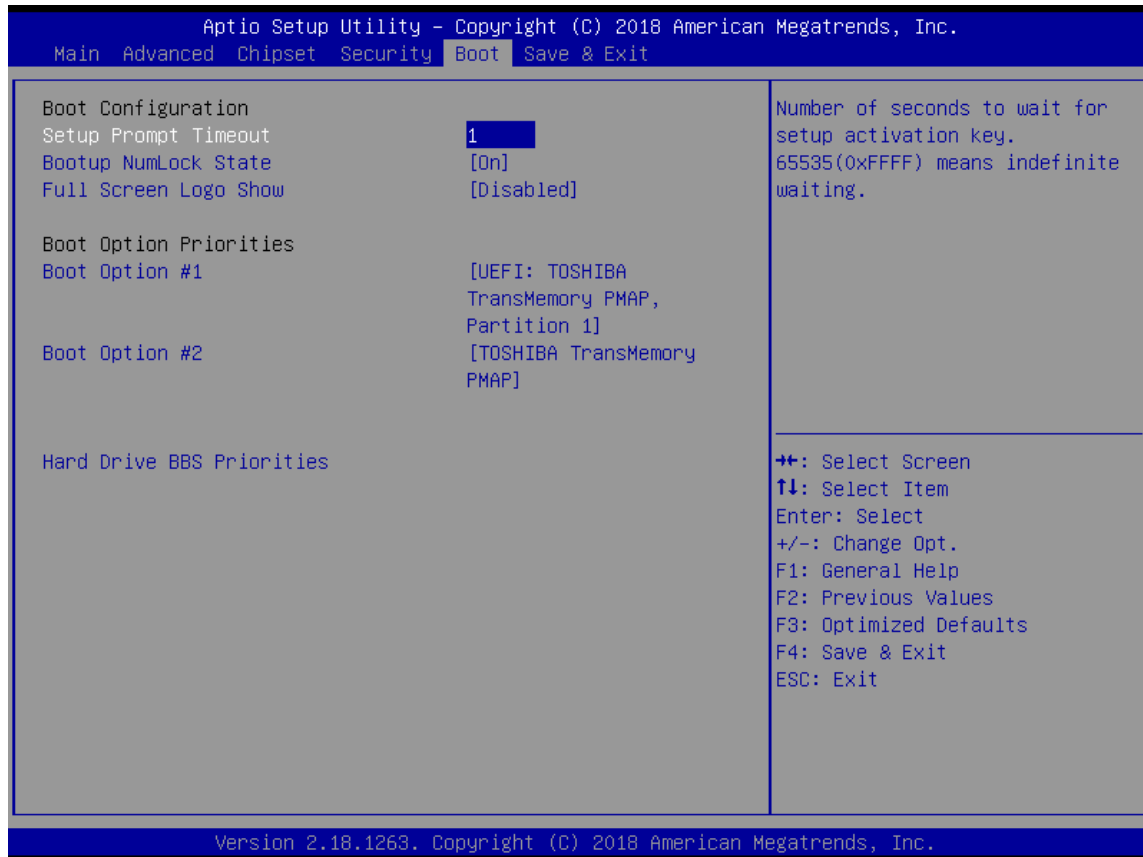 Aptio Setup Utility – Copyright (C) 2018 American Megatrends, Inc.
Main Advanced Chipset Security Boot Save & Exit
Boot Configuration
Setup Prompt Timeout 1
Bootup NumLock State [On]
Full Screen Logo Show [Disabled]
Boot Option Priorities
Boot Option #1 [UEFI: TOSHIBA
TransMemory PMAP,
Partition 1]
Boot Option #2 [TOSHIBA TransMemory
PMAP]
Hard Drive BBS Priorities
Number of seconds to wait for
setup activation key.
65535(0xFFFF) means indefinite
waiting.
→←: Select Screen
↑↓: Select Item
Enter: Select
+/-: Change Opt.
F1: General Help
F2: Previous Values
F3: Optimized Defaults
F4: Save & Exit
ESC: Exit
Version 2.18.1263. Copyright (C) 2018 American Megatrends, Inc.